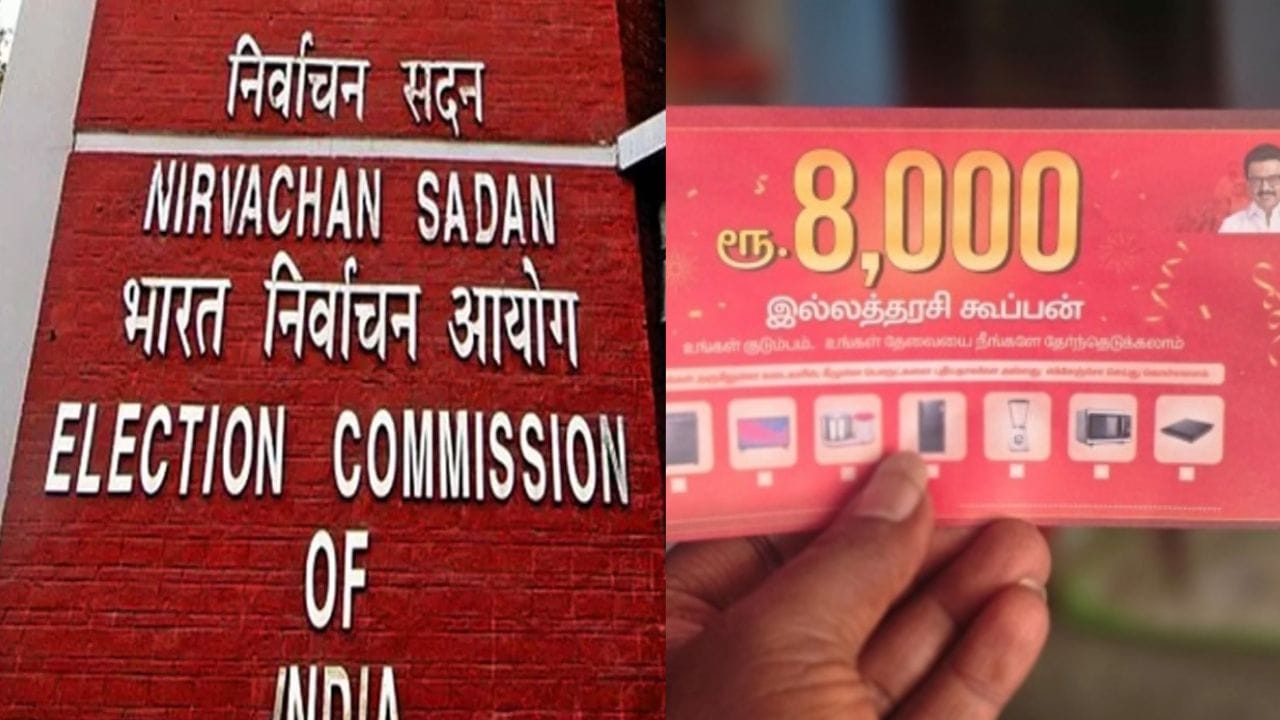 निर्वाचन सदन
NIRVACHAN SADAN
भारत निर्वाचन आयोग
ELECTION COMMISSION
OF
INDIA
ரூ.8,000
இல்லத்தரசி கூப்பன்
உங்கள் குடும்பம். உங்கள் தேவையை நீங்களே தேர்ந்தெடுக்கலாம்